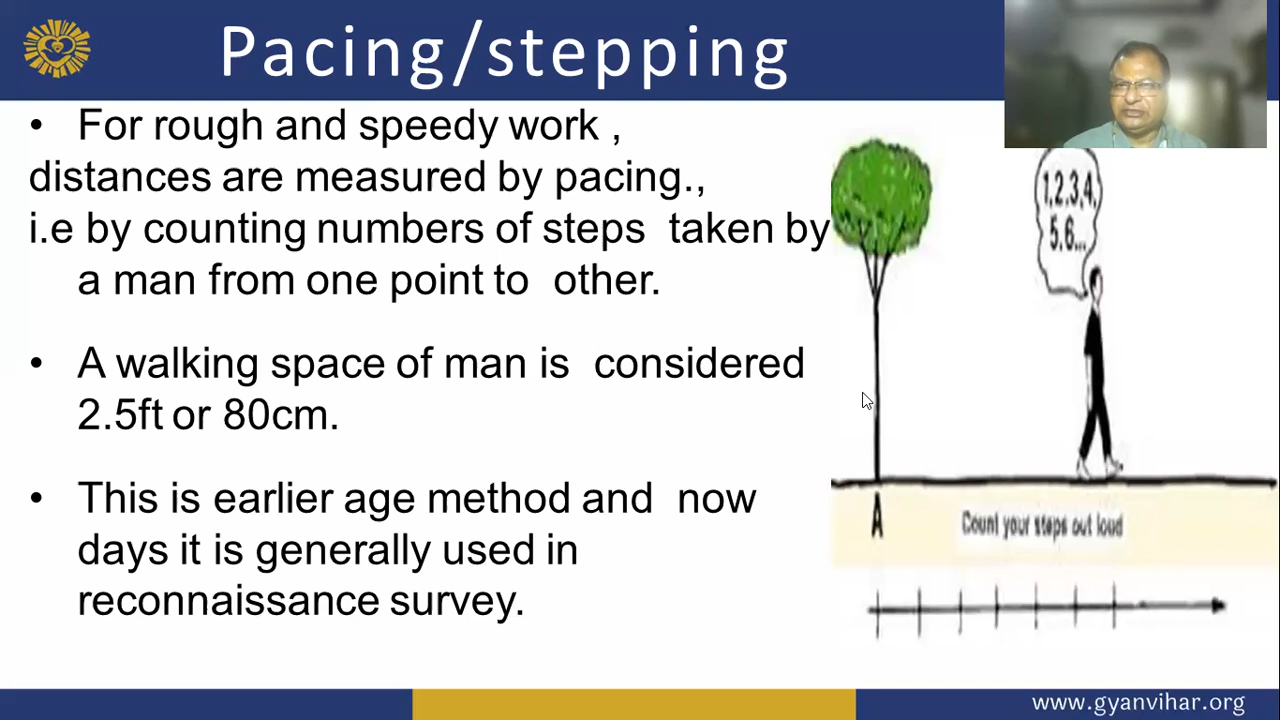 Pacing/stepping
• For rough and speedy work ,
distances are measured by pacing.,
i.e by counting numbers of steps taken by
a man from one point to other.
• A walking space of man is considered
2.5ft or 80cm.
• This is earlier age method and now
days it is generally used in
reconnaissance survey.
1,2,3,4,
5.6...
A
Count your steps out loud
www.gyanvihar.org